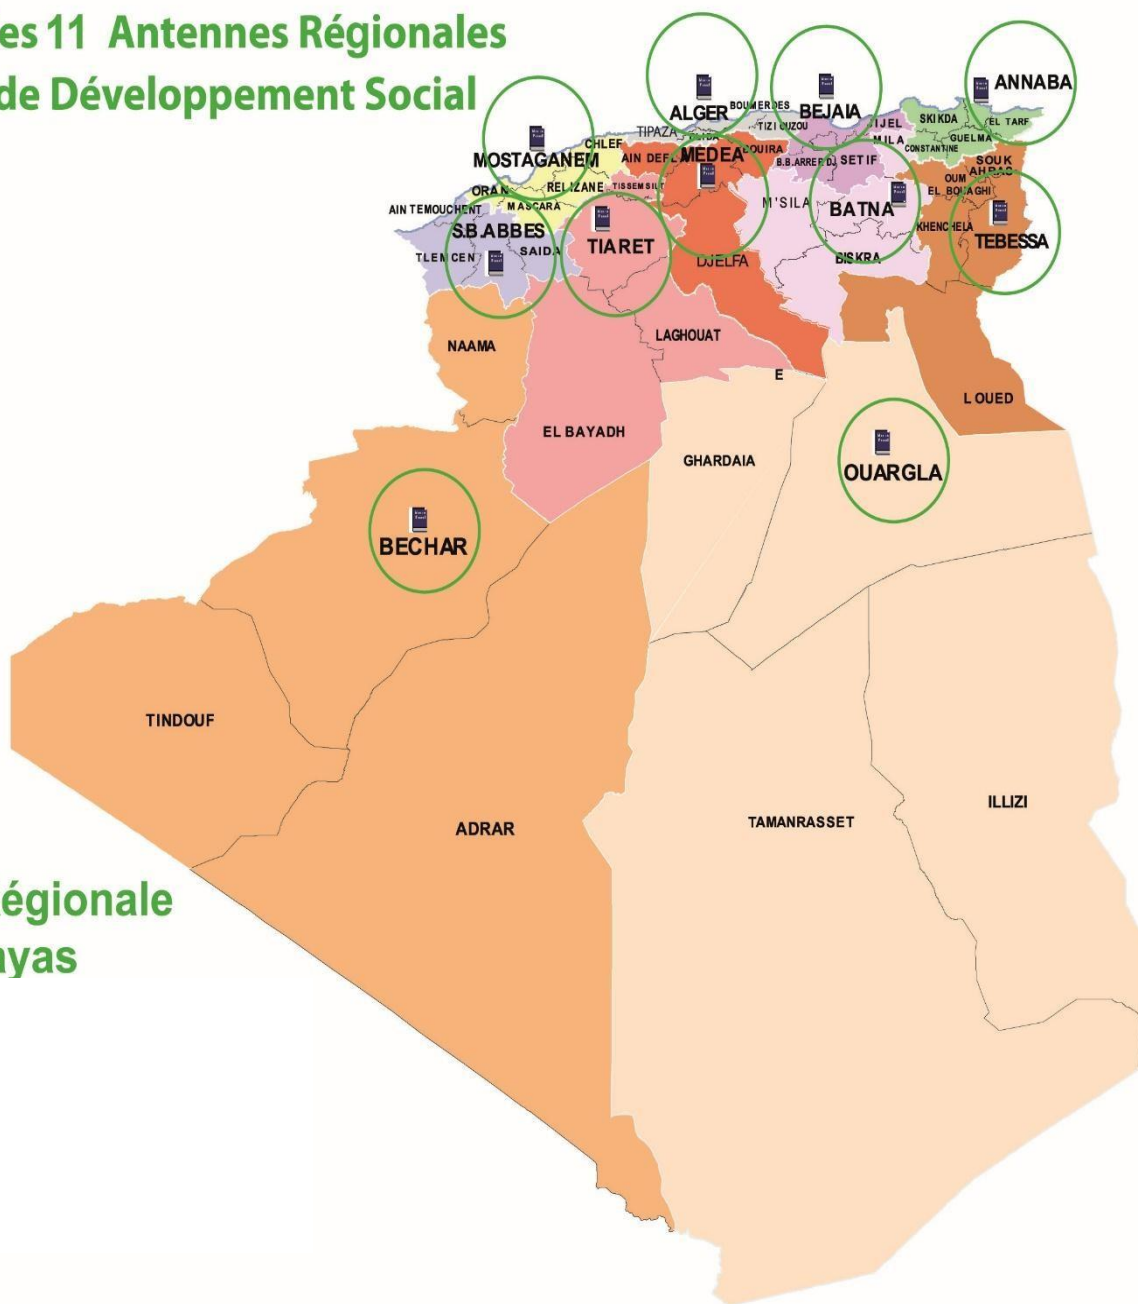 es 11 Antennes Régionales
de Développement Social
ANNABA
ALGER
BOUMERDES
BEJAIA
SKIKDA
EL TARF
TIPAZA
TIZI OUZOU
JIJEL
MILA
GUELMA
CONSTANTINE
MOSTAGANEM
CHLEF
AIN DEFL
MEDEA
BOUIRA
B.B.ARRERDJ
SETIF
SOUK
AHRAS
ORAN
RELIZANE
TISSEMSILT
OUM
EL BOUAGHI
AIN TEMOUCHENT
MASCARA
M'SILA
BATNA
KHENCHELA
S.B.ABBES
TIARET
TEBESSA
TLEMCEN
SAIDA
DJELFA
BISKRA
NAAMA
LAGHOUAT
E
L OUED
EL BAYADH
GHARDAIA
OUARGLA
BECHAR
TINDOUF
ADRAR
TAMANRASSET
ILLIZI
égionale
ayas